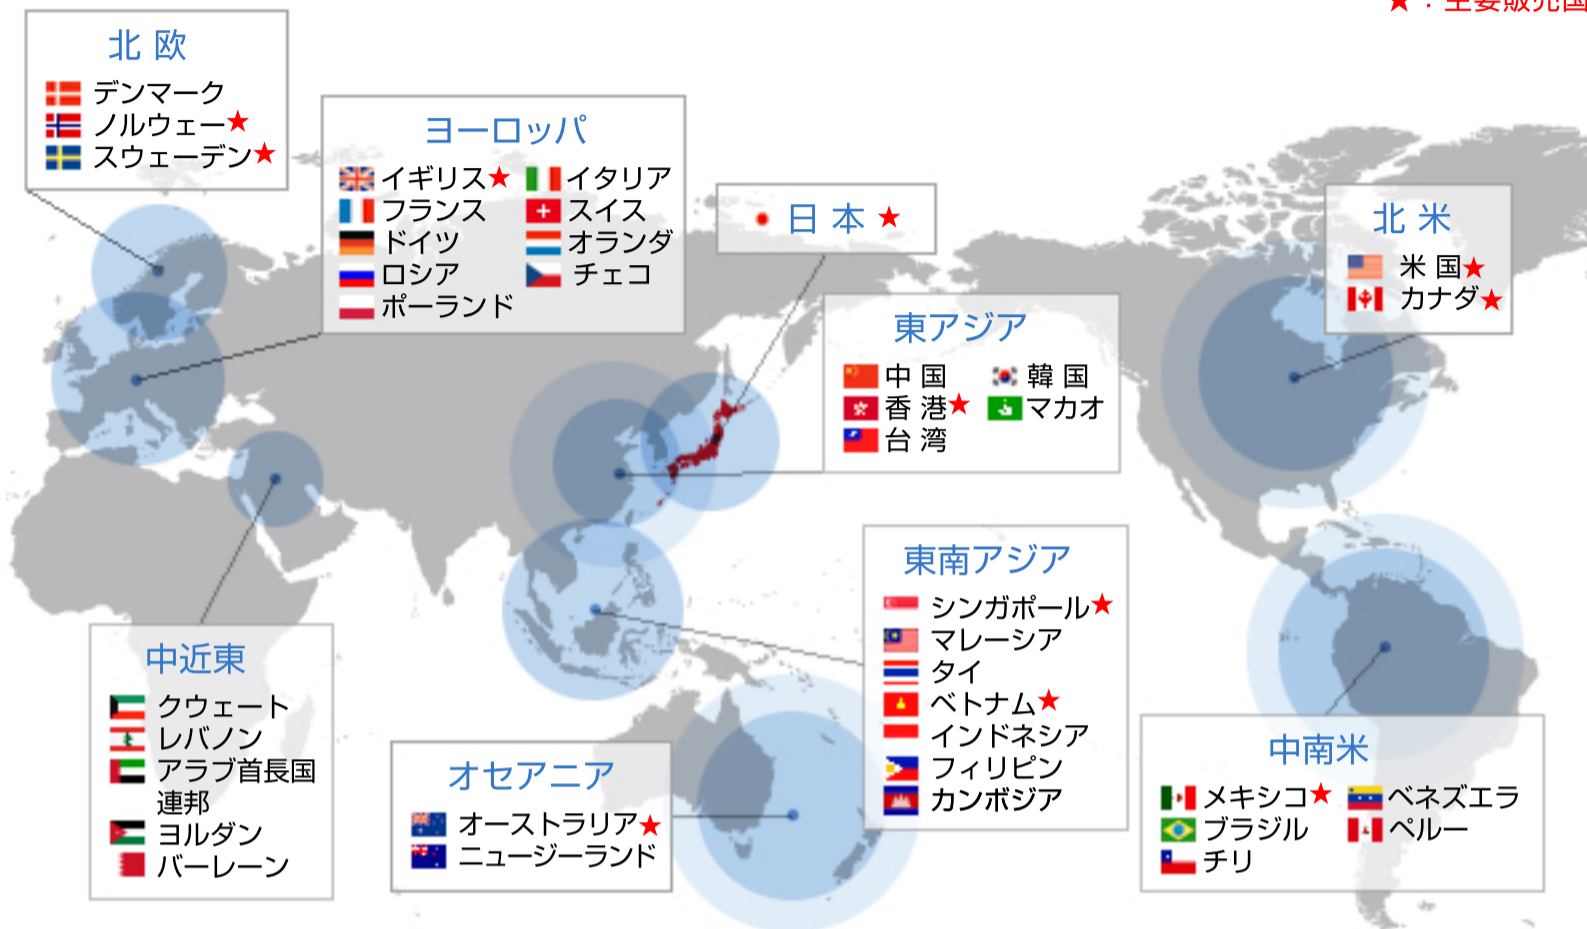 ★：主要販売国
北 欧
デンマーク
ノルウェー★
スウェーデン★
ヨーロッパ
イギリス★
フランス
ドイツ
ロシア
ポーランド
イタリア
スイス
オランダ
チェコ
日 本 ★
北 米
米 国★
カナダ★
東アジア
中 国
香 港★
台 湾
韓 国
マカオ
東南アジア
シンガポール★
マレーシア
タイ
ベトナム★
インドネシア
フィリピン
カンボジア
中近東
クウェート
レバノン
アラブ首長国
連邦
ヨルダン
バーレーン
オセアニア
オーストラリア★
ニュージーランド
中南米
メキシコ★
ブラジル
チリ
ベネズエラ
ペルー